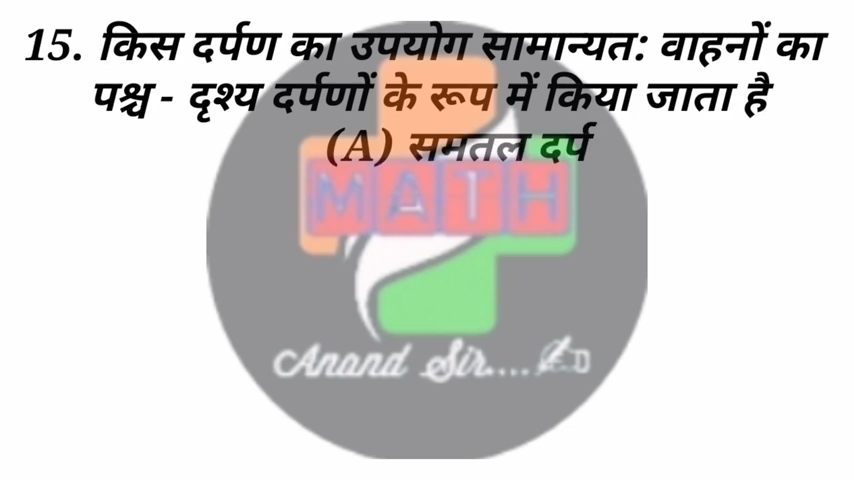 15. किस दर्पण का उपयोग सामान्यत: वाहनों का
पश्च - दृश्य दर्पणों के रूप में किया जाता है
(A) समतल दर्प
MATH
Anand Sir....✍